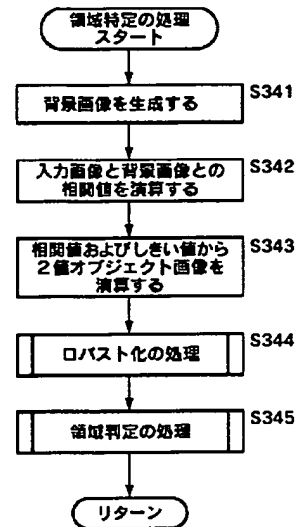 領域特定の処理
スタート
背景画像を生成する
S341
入力画像と背景画像との
相関値を演算する
S342
相関値およびしきい値から
2値オブジェクト画像を
演算する
S343
ロバスト化の処理
S344
領域判定の処理
S345
リターン